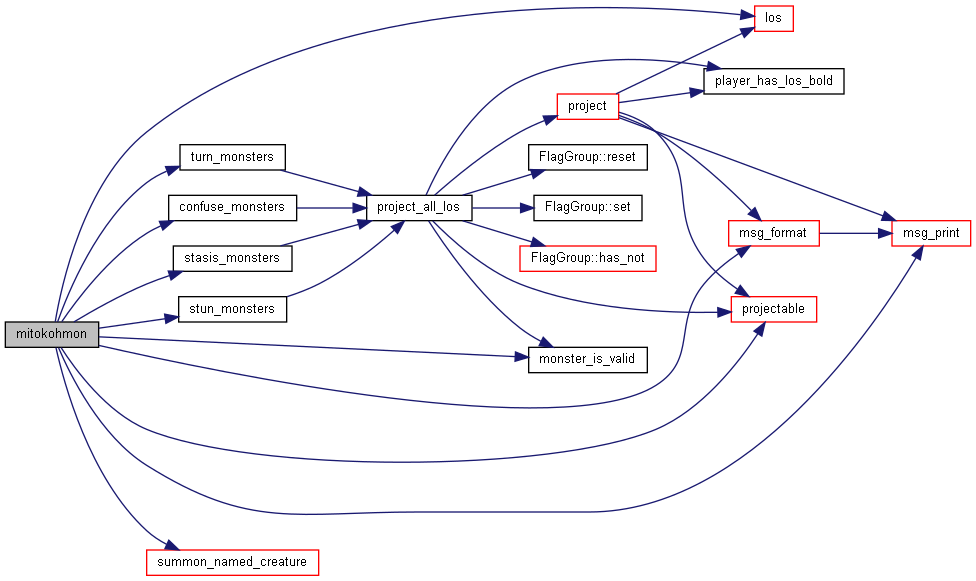 los
player_has_los_bold
project
turn_monsters
FlagGroup::reset
confuse_monsters
project_all_los
FlagGroup::set
msg_format
msg_print
stasis_monsters
FlagGroup::has_not
stun_monsters
projectable
mitokohmon
monster_is_valid
summon_named_creature